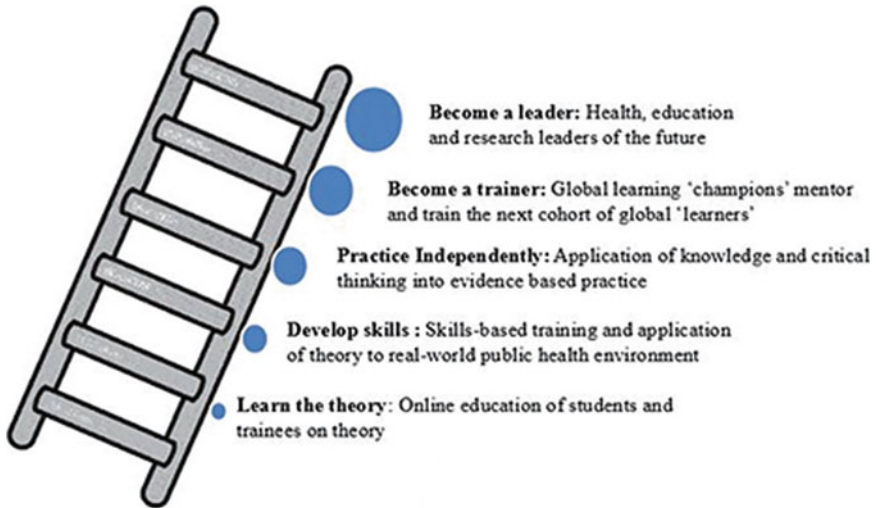 Become a leader: Health, education
and research leaders of the future
Become a trainer: Global learning ‘champions’ mentor
and train the next cohort of global ‘learners’
Practice Independently: Application of knowledge and critical
thinking into evidence based practice
Develop skills : Skills-based training and application
of theory to real-world public health environment
Learn the theory: Online education of students and
trainees on theory